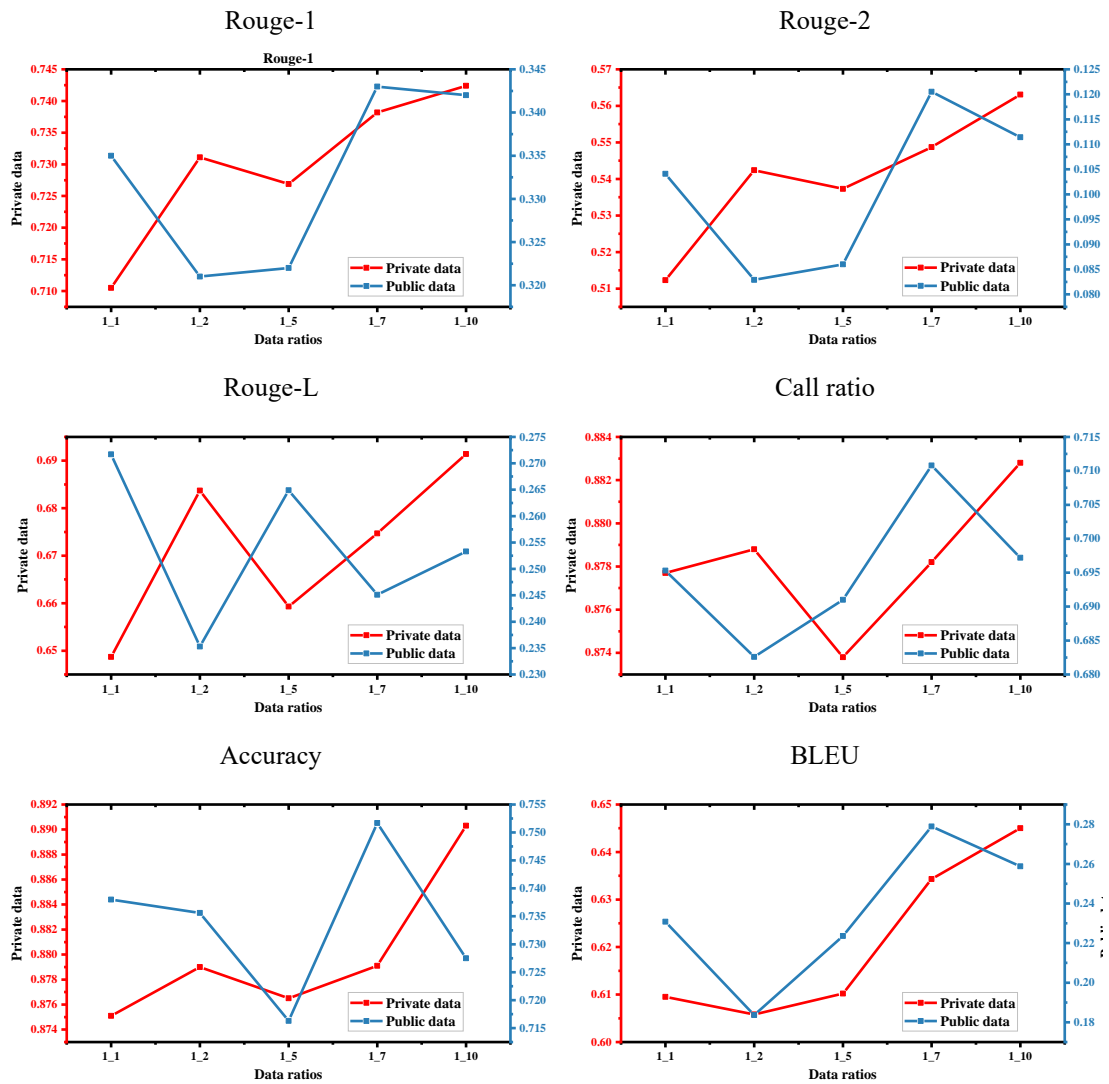 Rouge-1
Rouge-1
0.745
0.740
0.735
0.730
0.725
0.720
0.715
0.710
Private data
0.345
0.340
0.335
0.330
0.325
0.320
Private data
Public data
1_1 1_2 1_5 1_7 1_10
Data ratios
Rouge-2
0.57
0.56
0.55
0.54
0.53
0.52
0.51
Private data
0.125
0.120
0.115
0.110
0.105
0.100
0.095
0.090
0.085
0.080
Private data
Public data
1_1 1_2 1_5 1_7 1_10
Data ratios
Rouge-L
0.69
0.68
0.67
0.66
0.65
Private data
0.275
0.270
0.265
0.260
0.255
0.250
0.245
0.240
0.235
0.230
Private data
Public data
1_1 1_2 1_5 1_7 1_10
Data ratios
Call ratio
0.884
0.882
0.880
0.878
0.876
0.874
Private data
0.715
0.710
0.705
0.700
0.695
0.690
0.685
0.680
Private data
Public data
1_1 1_2 1_5 1_7 1_10
Data ratios
Accuracy
0.892
0.890
0.888
0.886
0.884
0.882
0.880
0.878
0.876
0.874
Private data
0.755
0.750
0.745
0.740
0.735
0.730
0.725
0.720
0.715
Private data
Public data
1_1 1_2 1_5 1_7 1_10
Data ratios
BLEU
0.65
0.64
0.63
0.62
0.61
0.60
Private data
0.28
0.26
0.24
0.22
0.20
0.18
Private data
Public data
1_1 1_2 1_5 1_7 1_10
Data ratios